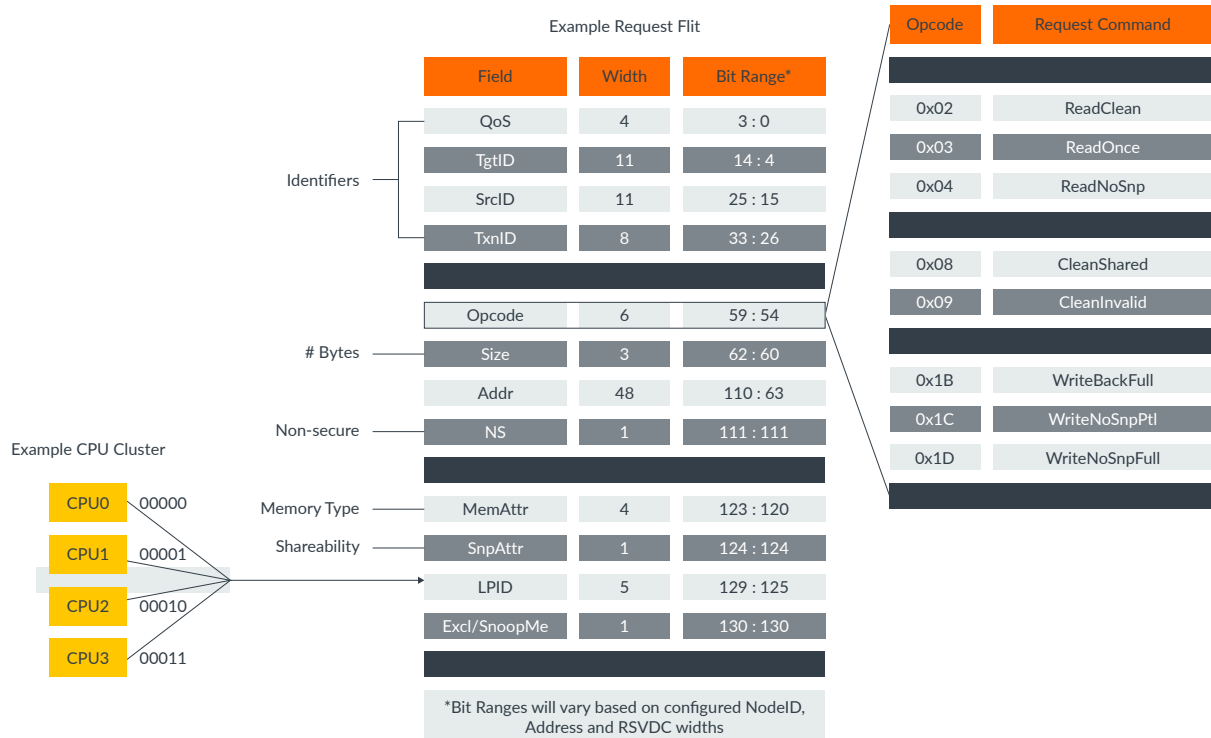 Example Request Flit
Field Width Bit Range*
QoS 4 3 : 0
TgtID 11 14 : 4
SrcID 11 25 : 15
TxnID 8 33 : 26
Identifiers
Opcode 6 59 : 54
# Bytes
Size 3 62 : 60
Addr 48 110 : 63
Non-secure
NS 1 111 : 111
Memory Type
MemAttr 4 123 : 120
Shareability
SnpAttr 1 124 : 124
LPID 5 129 : 125
Excl/SnoopMe 1 130 : 130
*Bit Ranges will vary based on configured NodeID,
Address and RSVDC widths
Example CPU Cluster
CPU0 00000
CPU1 00001
CPU2 00010
CPU3 00011
Opcode Request Command
0x02 ReadClean
0x03 ReadOnce
0x04 ReadNoSnp
0x08 CleanShared
0x09 CleanInvalid
0x1B WriteBackFull
0x1C WriteNoSnpPtl
0x1D WriteNoSnpFull